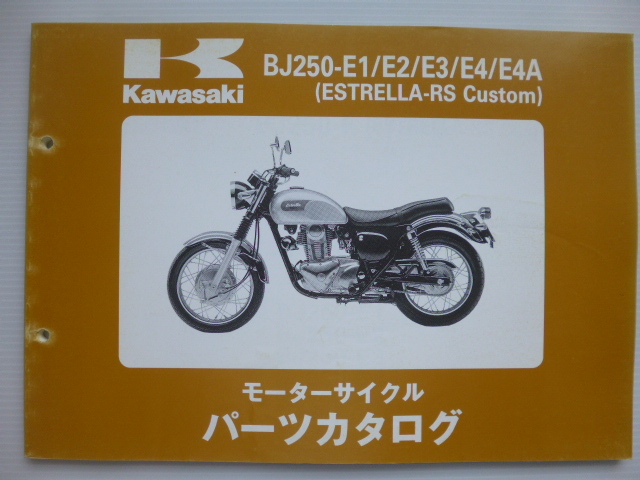 Kawasaki
BJ250-E1/E2/E3/E4/E4A
(ESTRELLA-RS Custom)
モーターサイクル
パーツカタログ